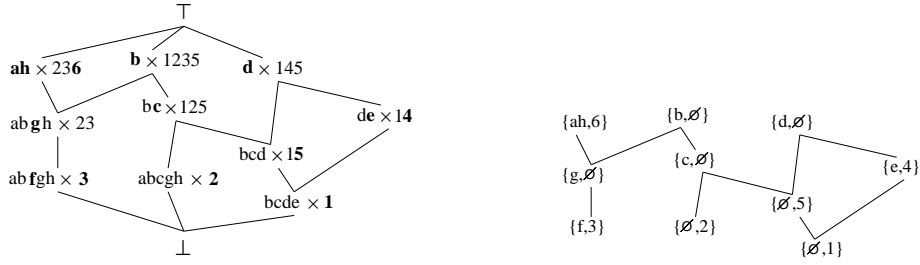 ⊤
ah × 236
b × 1235
d × 145
abgh × 23
bc × 125
de × 14
bcd × 15
abfgh × 3
abcgh × 2
bcde × 1
⊥
{ah,6}
{b,∅}
{d,∅}
{g,∅}
{c,∅}
{e,4}
{f,3}
{∅,2}
{∅,5}
{∅,1}